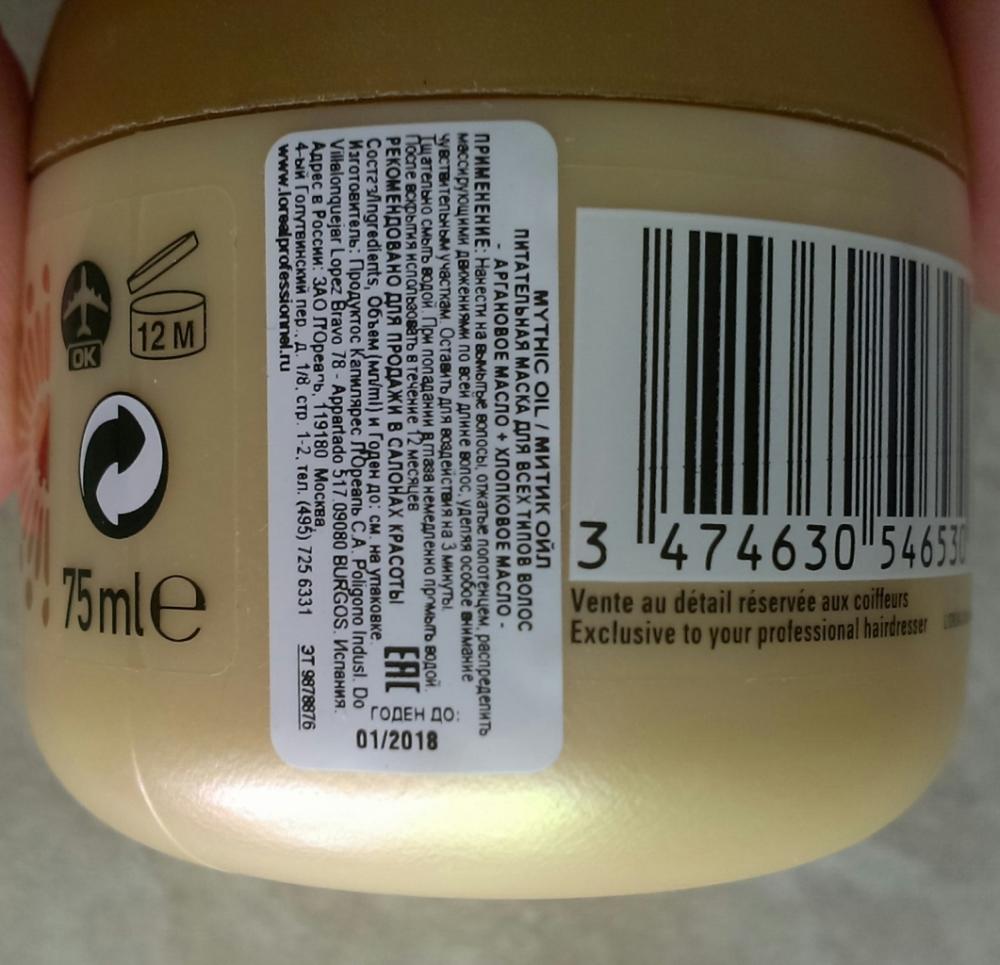 OK
12 M
75 ml e
MYTHIC OIL / МИТИК ОЙЛ
ПИТАТЕЛЬНАЯ МАСКА ДЛЯ ВСЕХ ТИПОВ ВОЛОС
- АРГАНОВОЕ МАСЛО + ХЛОПКОВОЕ МАСЛО -
ПРИМЕНЕНИЕ: Нанести на вымытые волосы, отжатые полотенцем, распределить
массирующими движениями по всей длине волос, уделяя особое внимание
чувствительным участкам. Оставить для воздействия на 3 минуты.
Тщательно смыть водой. При попадании в глаза немедленно промыть водой.
После вскрытия использовать в течение 12 месяцев
РЕКОМЕНДОВАНО ДЛЯ ПРОДАЖИ В САЛОНАХ КРАСОТЫ
Состав/Ingredients, Объем (мл/ml) и Годен до: см. на упаковке.
Изготовитель: Продуктос Капилярес Л'Ореаль С.А. Poligono Indusl. Do
Villalonquejar Lopez Bravo 78 - Appartado 517.09080 BURGOS. Испания.
Адрес в России: ЗАО Л'Ореаль, 119180 Москва,
4-ый Голутвинский пер., д. 1/8, стр. 1-2, тел. (495) 725 6331 ЭТ 9878876
www.lorealprofessionnel.ru
EAC
ГОДЕН ДО:
01/2018
3 474630 546530
Vente au détail réservée aux coiffeurs
Exclusive to your professional hairdresser